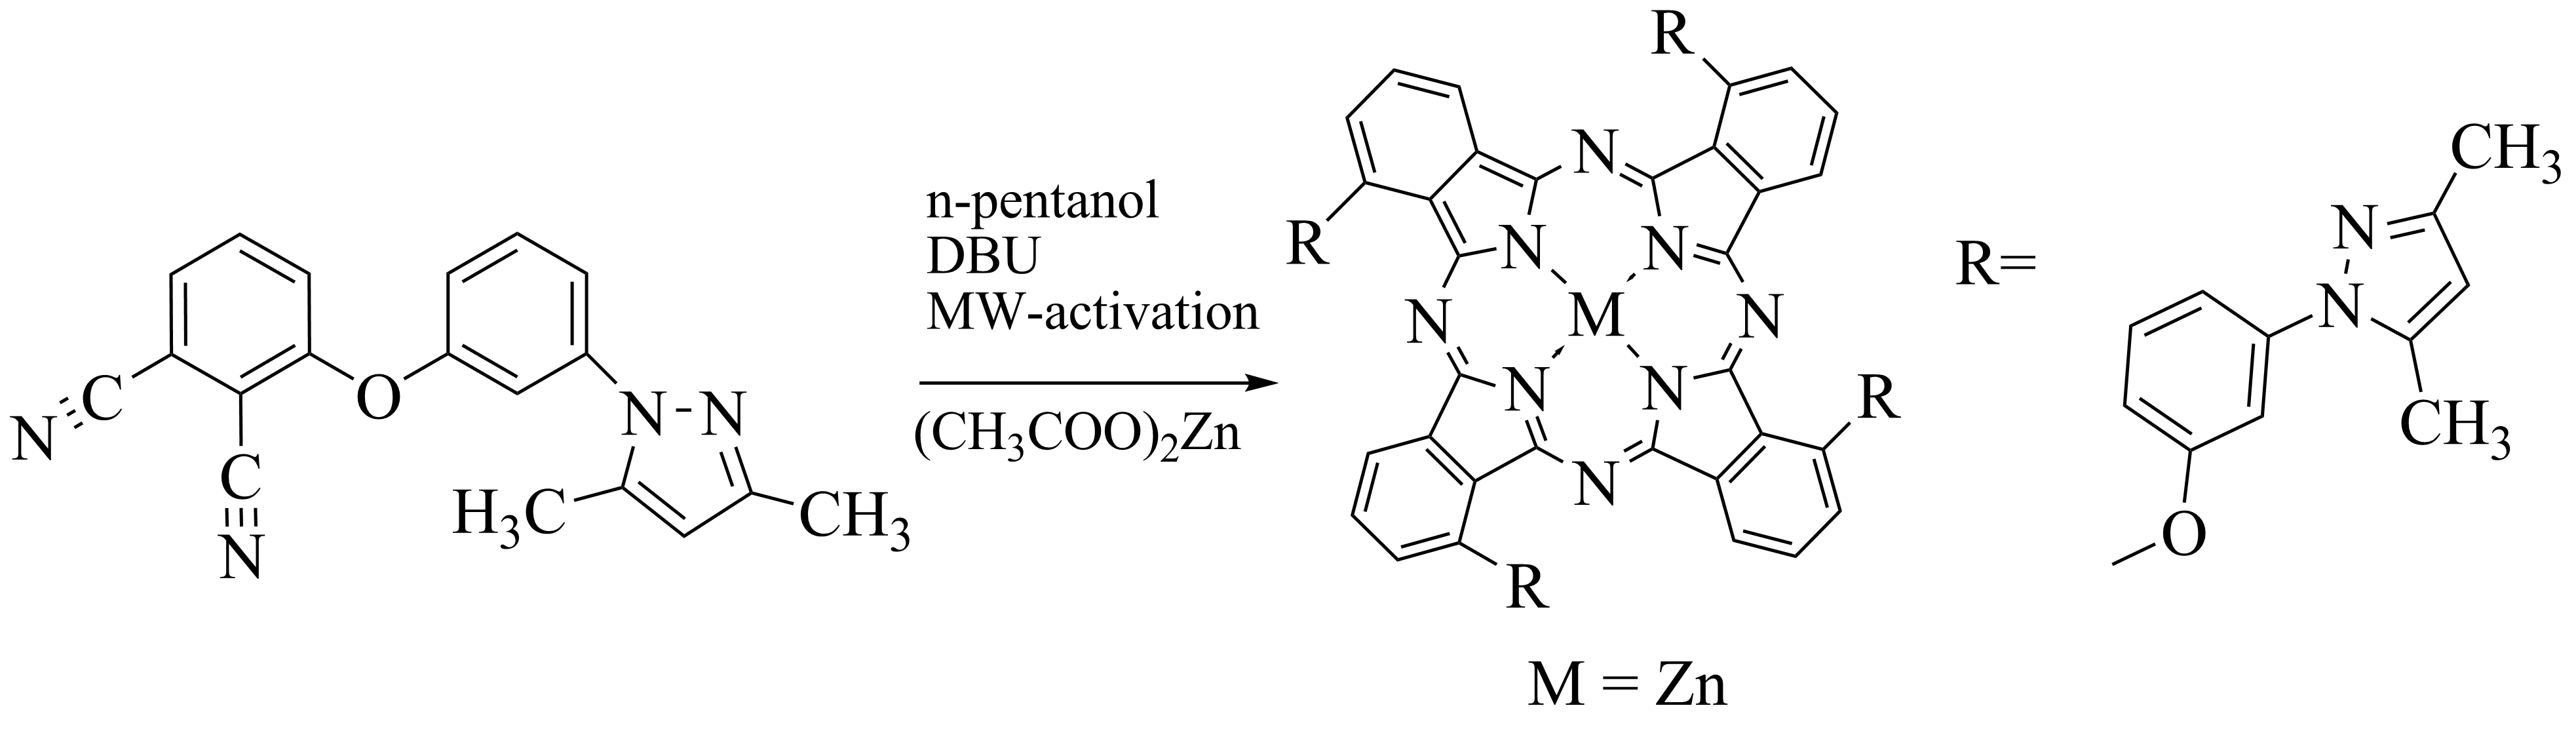 N
C
C
N
O
N-N
H₃C
CH₃
n-pentanol
DBU
MW-activation
(CH₃COO)₂Zn
R
R
N
N
N
N
M
N
N
N
N
R
R
M = Zn
R=
CH₃
N
N
CH₃
O